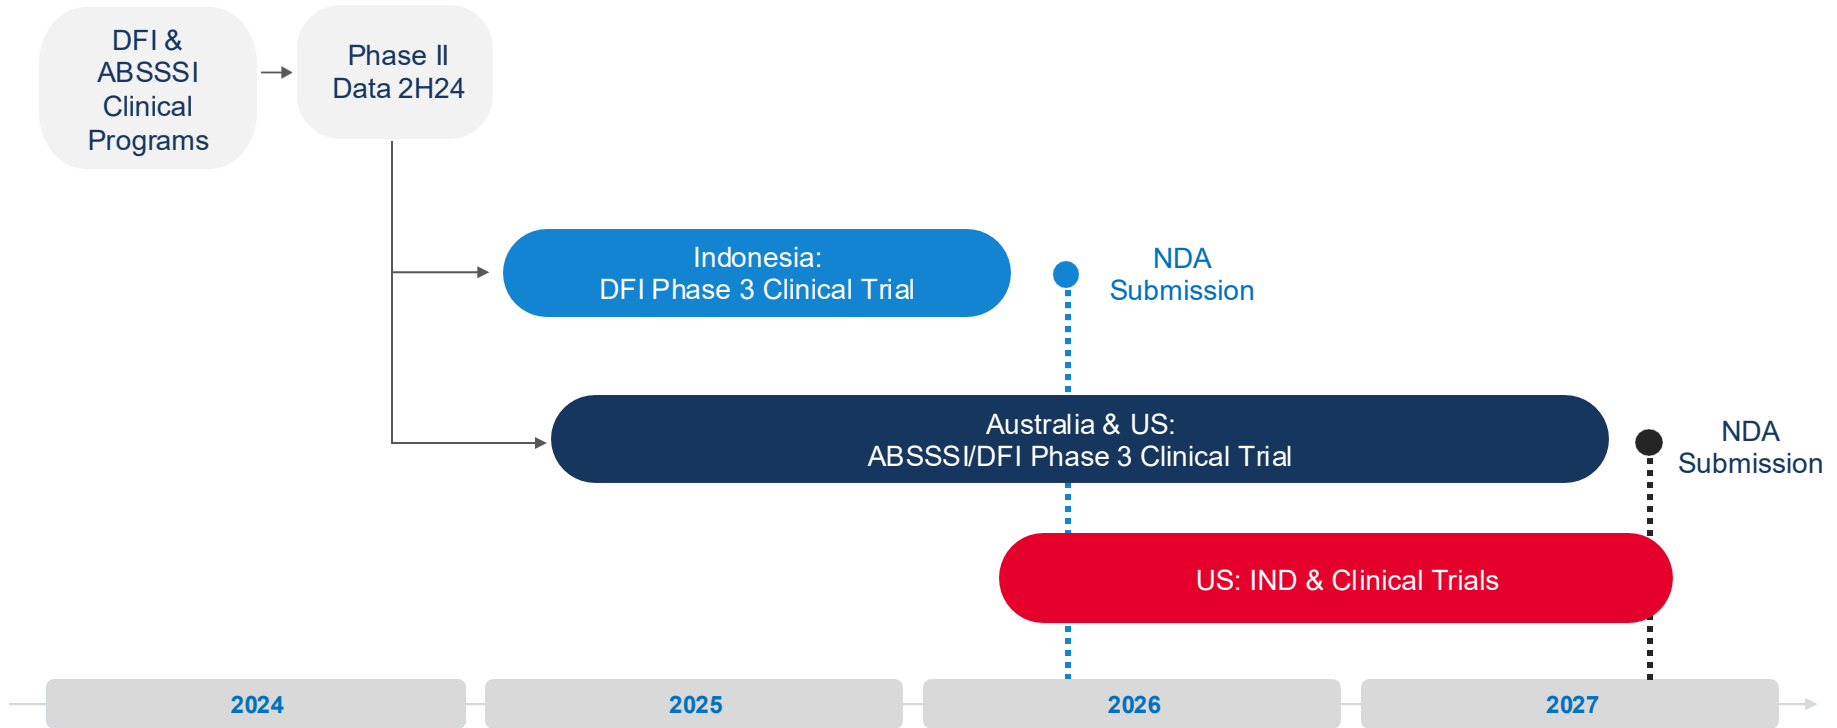 DFI &
ABSSSI
Clinical
Programs
Phase II
Data 2H24
Indonesia:
DFI Phase 3 Clinical Trial
NDA
Submission
Australia & US:
ABSSSI/DFI Phase 3 Clinical Trial
NDA
Submission
US: IND & Clinical Trials
2024
2025
2026
2027